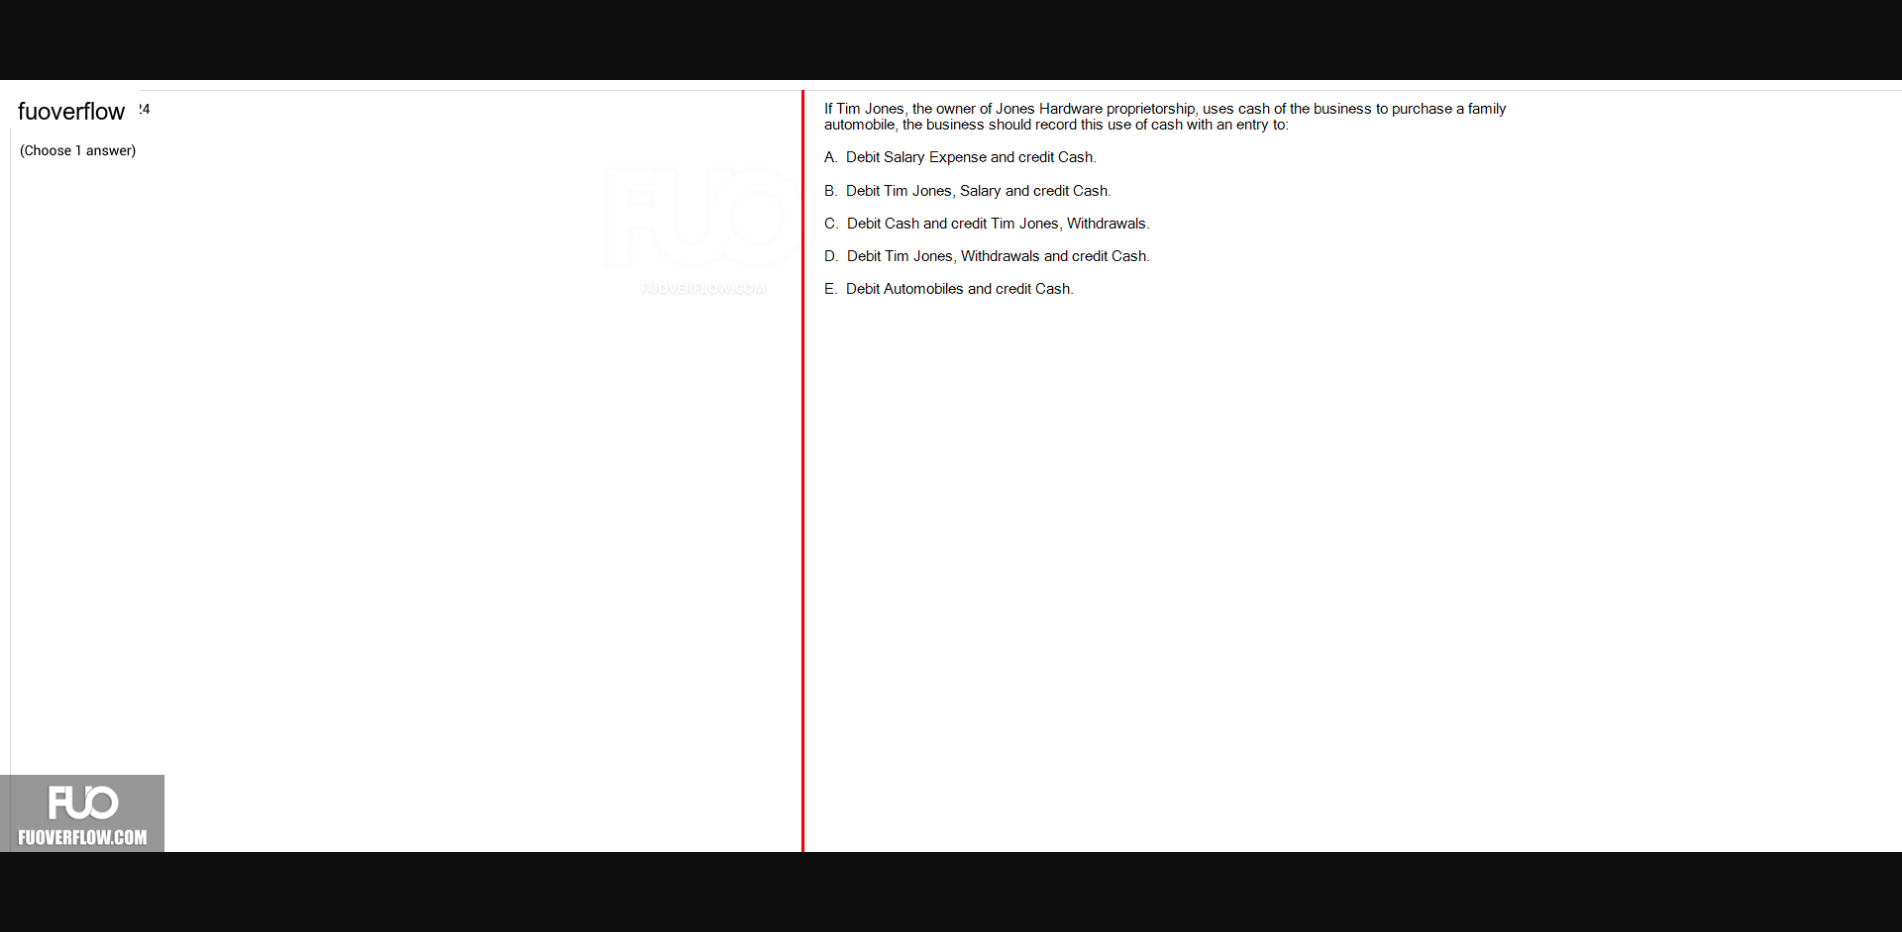 fuoverflow
24
(Choose 1 answer)
If Tim Jones, the owner of Jones Hardware proprietorship, uses cash of the business to purchase a family
automobile, the business should record this use of cash with an entry to:
A. Debit Salary Expense and credit Cash.
B. Debit Tim Jones, Salary and credit Cash.
C. Debit Cash and credit Tim Jones, Withdrawals.
D. Debit Tim Jones, Withdrawals and credit Cash.
E. Debit Automobiles and credit Cash.
FUO
FUOVERFLOW.COM
FUO
FUOVERFLOW.COM